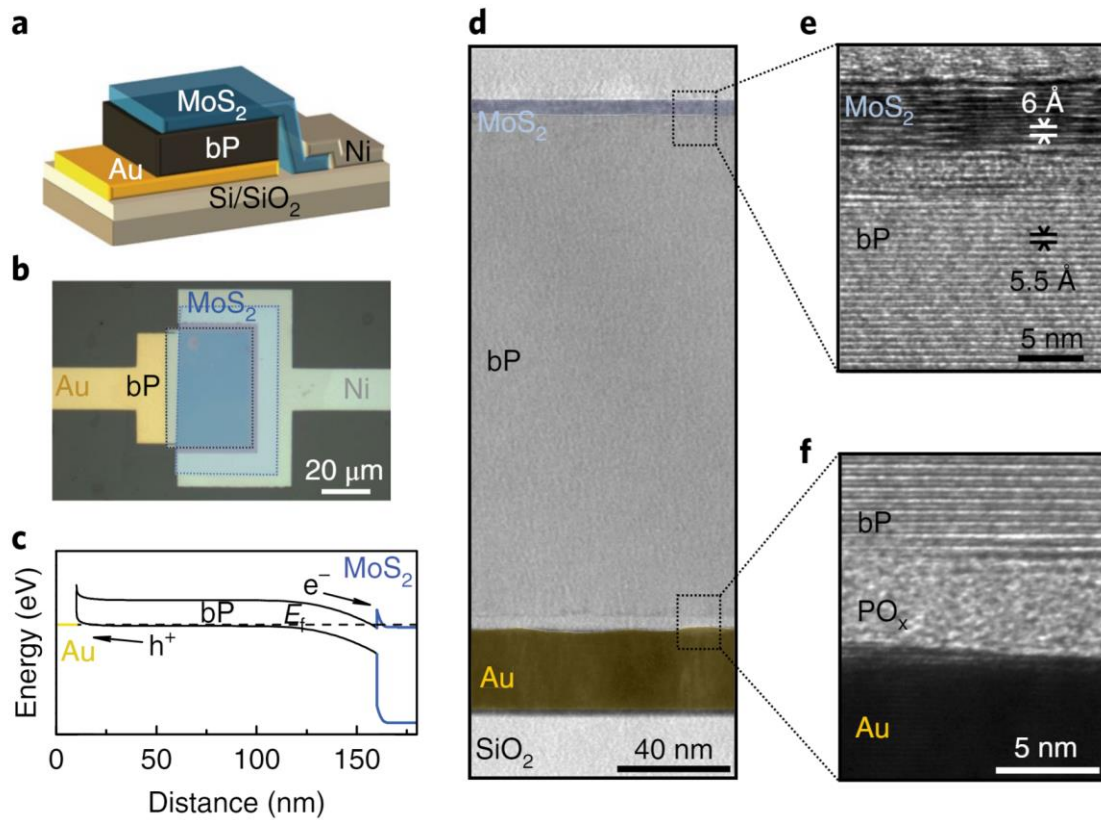 a
MoS₂
bP
Au
Ni
Si/SiO₂
b
MoS₂
Au
bP
Ni
20 μm
c
MoS₂
e⁻
bP
E_f
Au
h⁺
Energy (eV)
0 50 100 150
Distance (nm)
d
MoS₂
bP
Au
SiO₂
40 nm
e
MoS₂
6 Å
bP
5.5 Å
5 nm
f
bP
POₓ
Au
5 nm